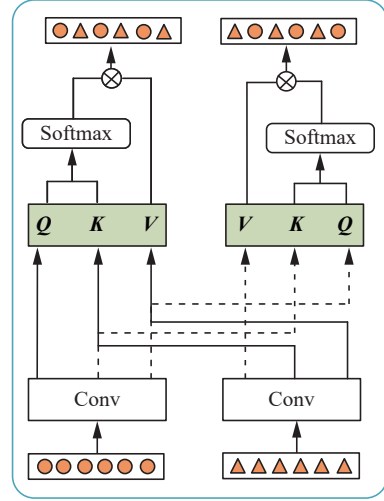 Softmax
Softmax
Q K V
V K Q
Conv
Conv